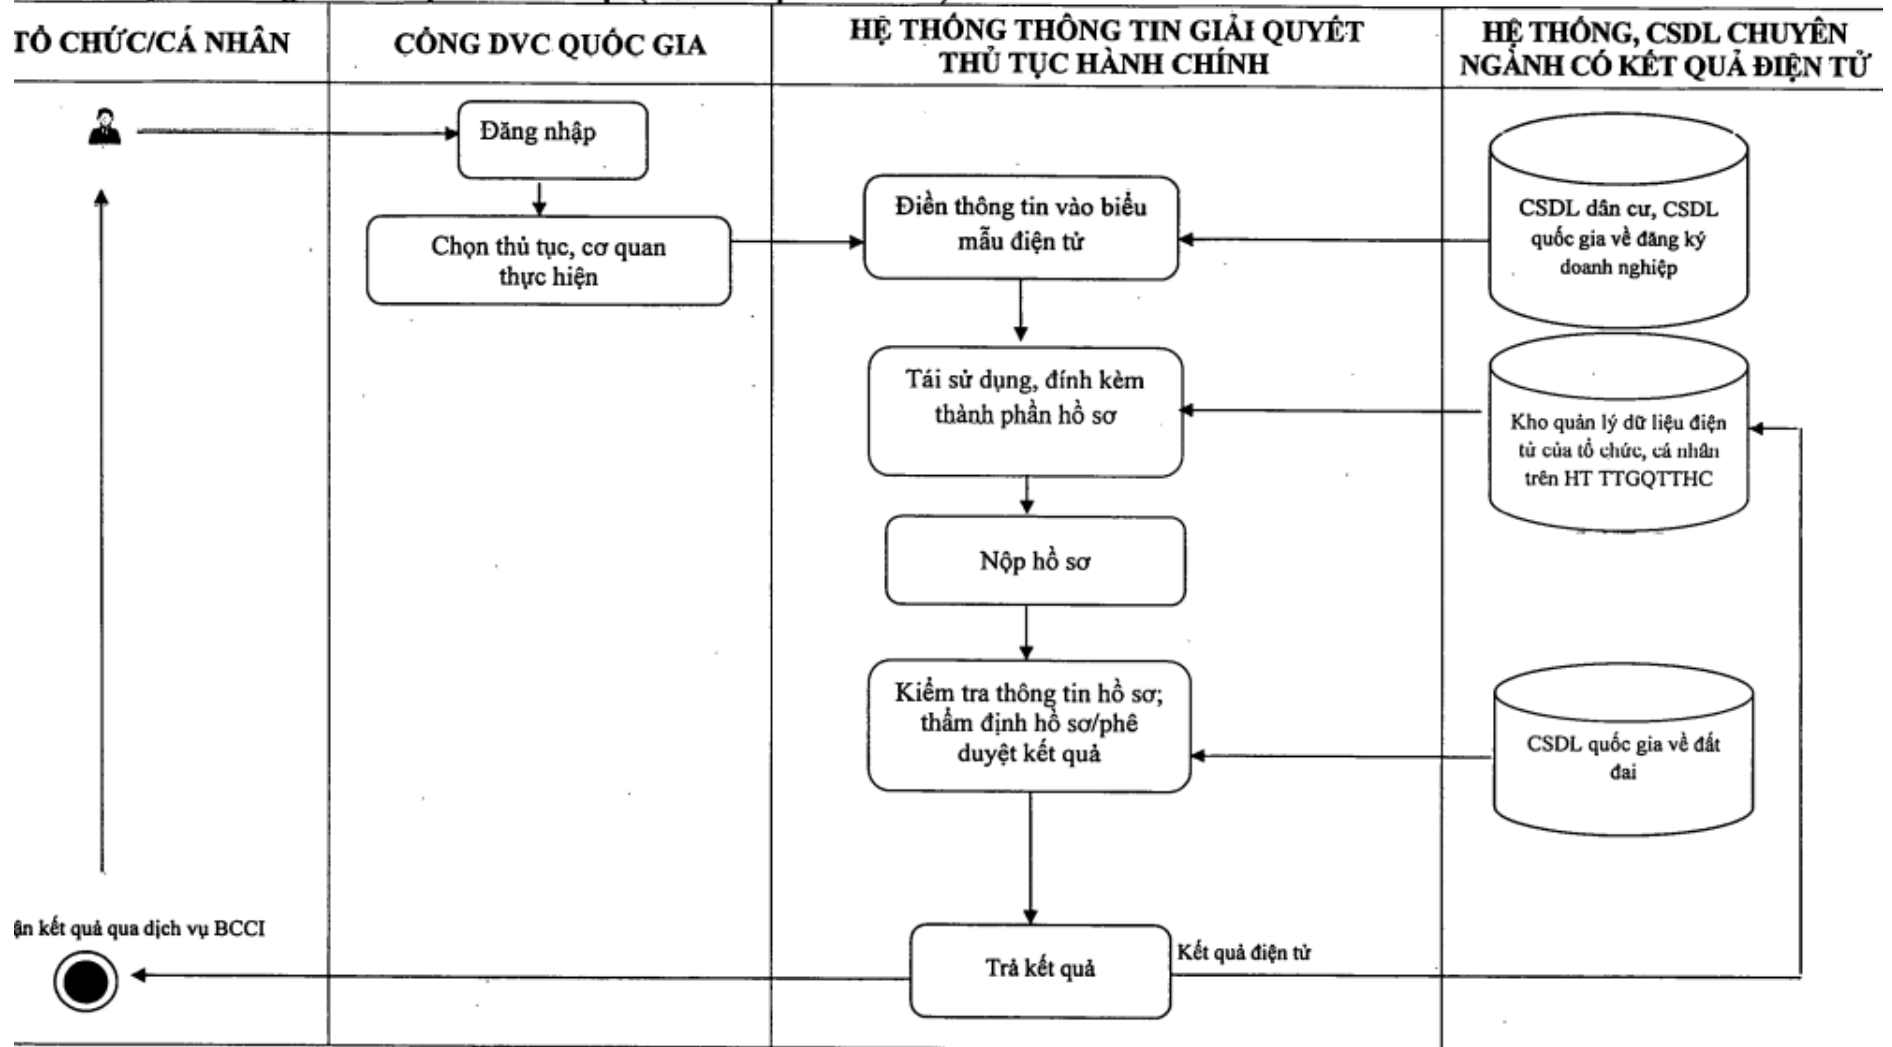 TỔ CHỨC/CÁ NHÂN
CỔNG DVC QUỐC GIA
HỆ THỐNG THÔNG TIN GIẢI QUYẾT
THỦ TỤC HÀNH CHÍNH
HỆ THỐNG, CSDL CHUYÊN
NGÀNH CÓ KẾT QUẢ ĐIỆN TỬ
Đăng nhập
Chọn thủ tục, cơ quan
thực hiện
Điền thông tin vào biểu
mẫu điện tử
CSDL dân cư, CSDL
quốc gia về đăng ký
doanh nghiệp
Tái sử dụng, đính kèm
thành phần hồ sơ
Kho quản lý dữ liệu điện
tử của tổ chức, cá nhân
trên HT TTGQTTHC
Nộp hồ sơ
Kiểm tra thông tin hồ sơ;
thẩm định hồ sơ/phê
duyệt kết quả
CSDL quốc gia về đất
đai
kết quả qua dịch vụ BCCI
Trả kết quả
Kết quả điện tử